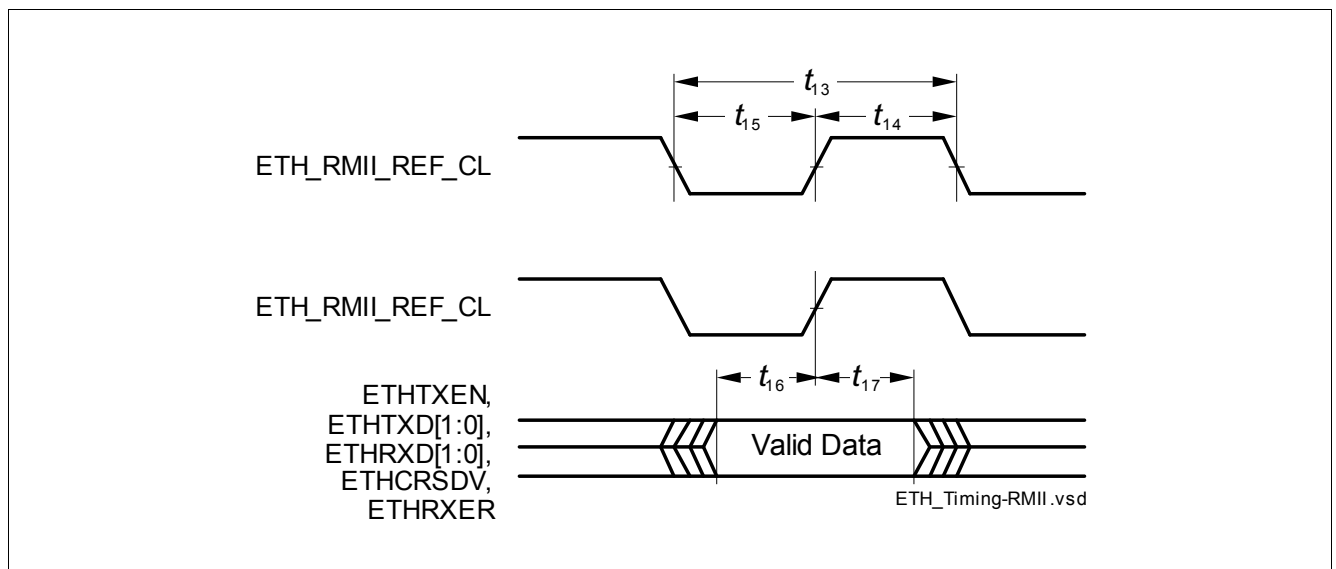 t13
t15
t14
ETH_RMII_REF_CL
ETH_RMII_REF_CL
t16
t17
ETHTXEN,
ETHTXD[1:0],
ETHRXD[1:0],
ETHCRSDV,
ETHRXER
Valid Data
ETH_Timing-RMII.vsd